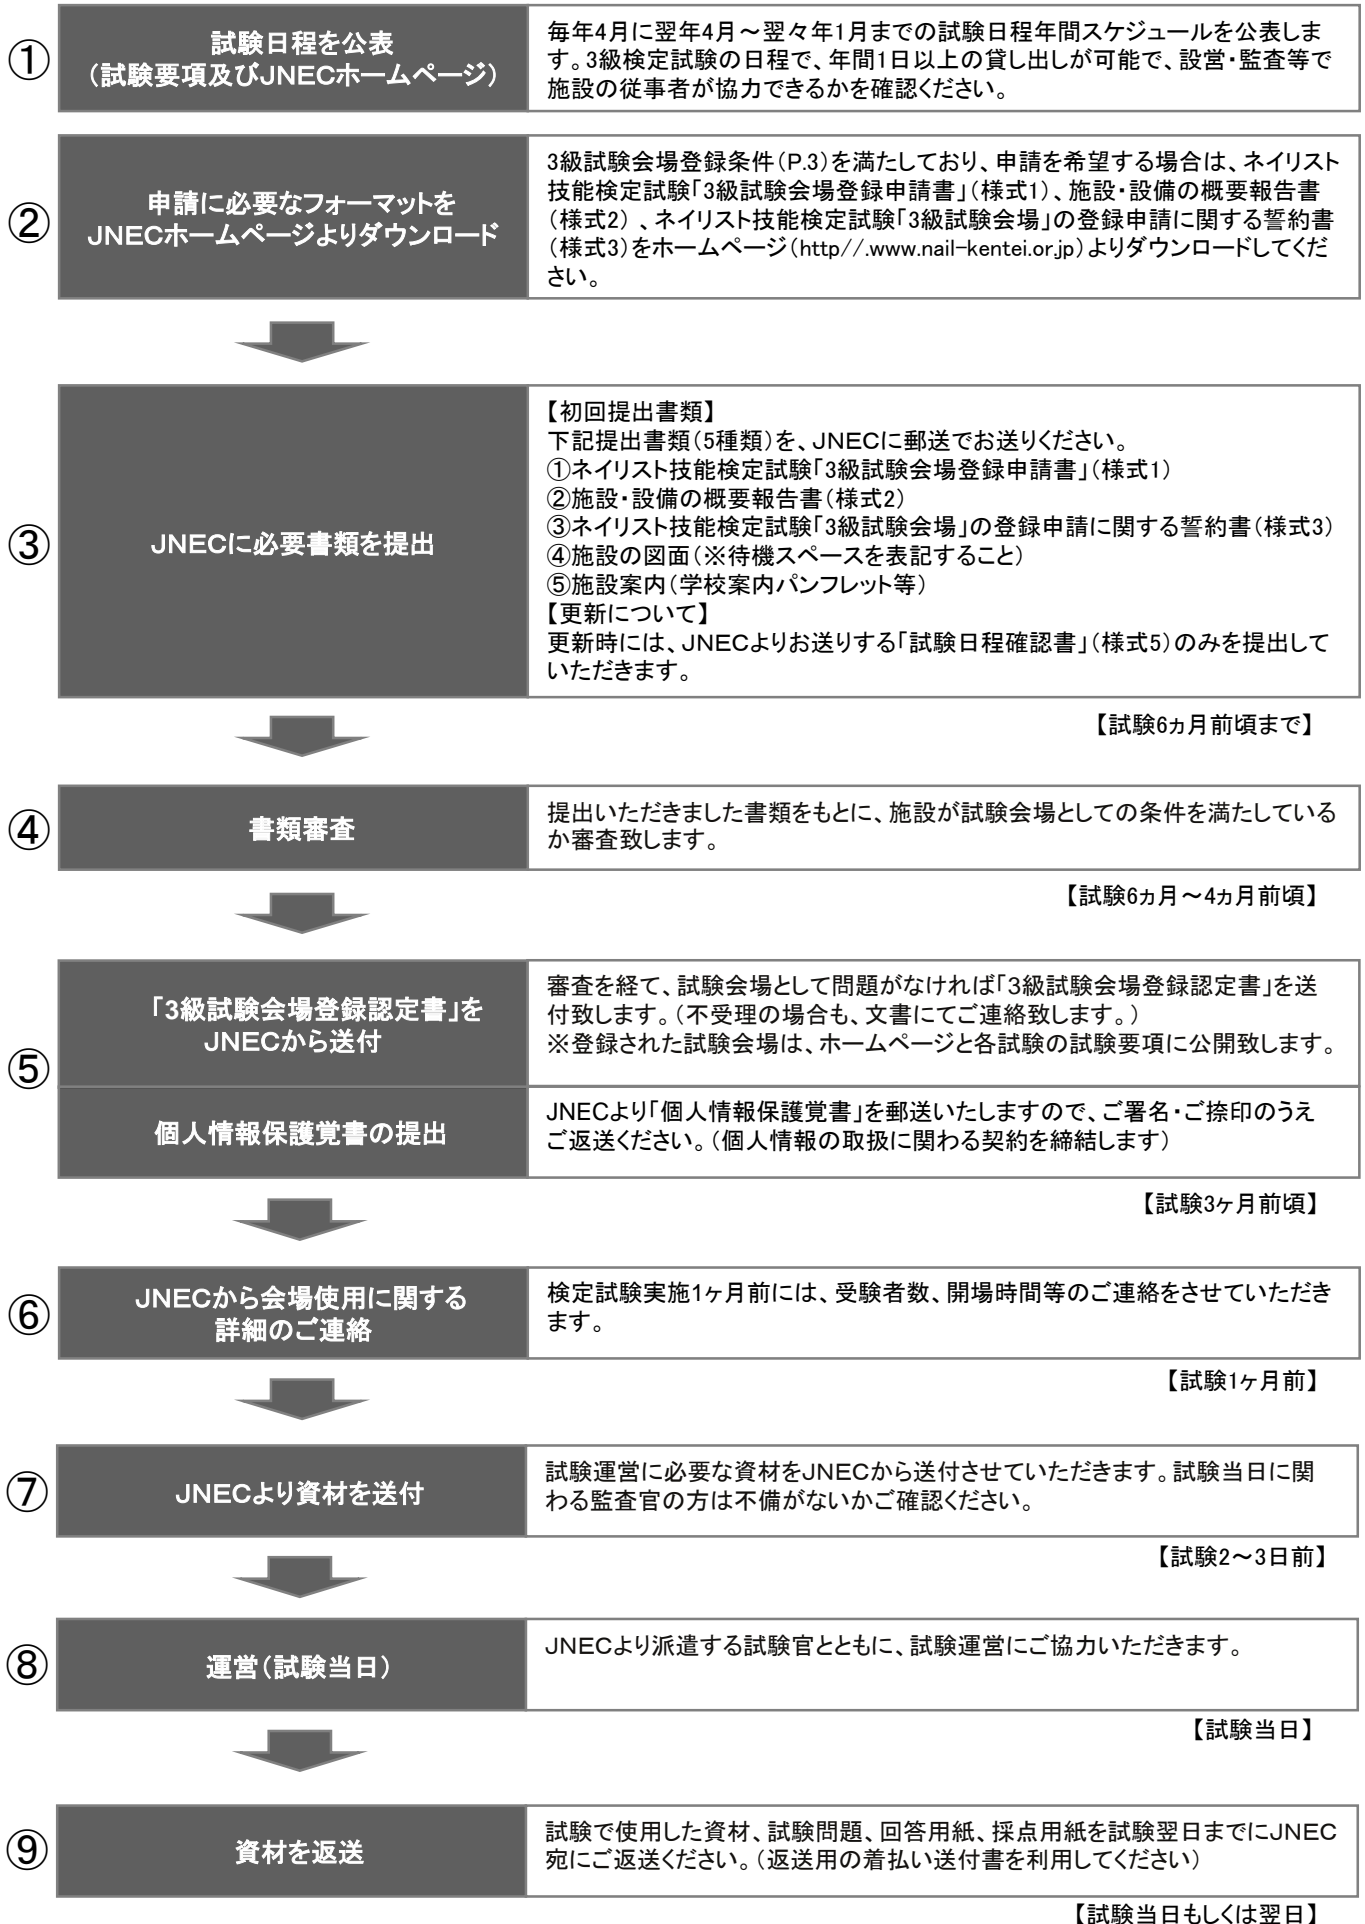 ①
試験日程を公表
(試験要項及びJNECホームページ)
毎年4月に翌年4月～翌々年1月までの試験日程年間スケジュールを公表しま
す。3級検定試験の日程で、年間1日以上の貸し出しが可能で、設営・監査等で
施設の従事者が協力できるかを確認ください。
②
申請に必要なフォーマットを
JNECホームページよりダウンロード
3級試験会場登録条件(P.3)を満たしており、申請を希望する場合は、ネイリスト
技能検定試験「3級試験会場登録申請書」(様式1)、施設・設備の概要報告書
(様式2) 、ネイリスト技能検定試験「3級試験会場」の登録申請に関する誓約書
(様式3)をホームページ(http//.www.nail-kentei.or.jp)よりダウンロードしてくだ
さい。
③
JNECに必要書類を提出
【初回提出書類】
下記提出書類(5種類)を、JNECに郵送でお送りください。
①ネイリスト技能検定試験「3級試験会場登録申請書」(様式1)
②施設・設備の概要報告書(様式2)
③ネイリスト技能検定試験「3級試験会場」の登録申請に関する誓約書(様式3)
④施設の図面(※待機スペースを表記すること)
⑤施設案内(学校案内パンフレット等)
【更新について】
更新時には、JNECよりお送りする「試験日程確認書」(様式5)のみを提出して
いただきます。
【試験6ヵ月前頃まで】
④
書類審査
提出いただきました書類をもとに、施設が試験会場としての条件を満たしている
か審査致します。
【試験6ヵ月～4ヵ月前頃】
⑤
「3級試験会場登録認定書」を
JNECから送付
審査を経て、試験会場として問題がなければ「3級試験会場登録認定書」を送
付致します。(不受理の場合も、文書にてご連絡致します。)
※登録された試験会場は、ホームページと各試験の試験要項に公開致します。
個人情報保護覚書の提出
JNECより「個人情報保護覚書」を郵送いたしますので、ご署名・ご捺印のうえ
ご返送ください。(個人情報の取扱に関わる契約を締結します)
【試験3ヶ月前頃】
⑥
JNECから会場使用に関する
詳細のご連絡
検定試験実施1ヶ月前には、受験者数、開場時間等のご連絡をさせていただき
ます。
【試験1ヶ月前】
⑦
JNECより資材を送付
試験運営に必要な資材をJNECから送付させていただきます。試験当日に関
わる監査官の方は不備がないかご確認ください。
【試験2～3日前】
⑧
運営(試験当日)
JNECより派遣する試験官とともに、試験運営にご協力いただきます。
【試験当日】
⑨
資材を返送
試験で使用した資材、試験問題、回答用紙、採点用紙を試験翌日までにJNEC
宛にご返送ください。(返送用の着払い送付書を利用してください)
【試験当日もしくは翌日】